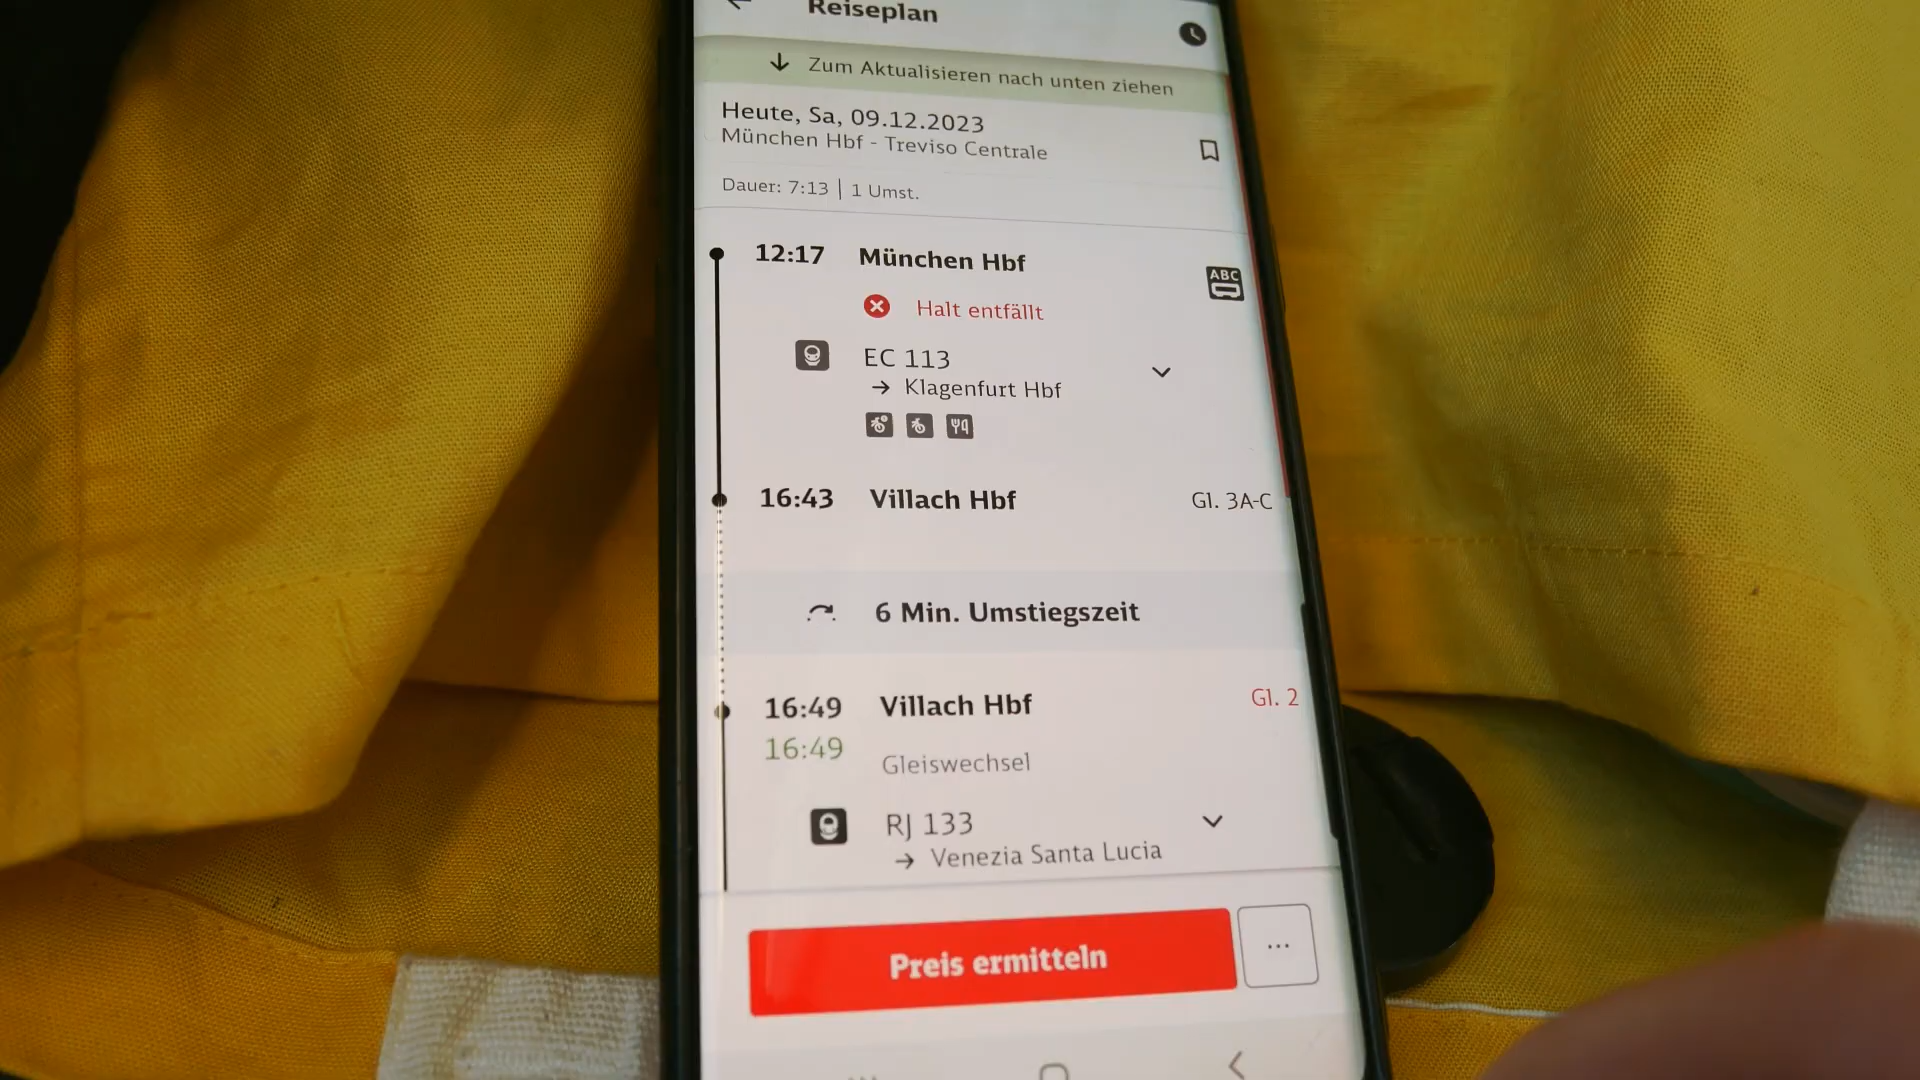 Reiseplan
Zum Aktualisieren nach unten ziehen
Heute, Sa, 09.12.2023
München Hbf - Treviso Centrale
Dauer: 7:13 | 1 Umst.
12:17 München Hbf
ABC
Halt entfällt
EC 113
→ Klagenfurt Hbf
16:43 Villach Hbf Gl. 3A-C
6 Min. Umstiegszeit
16:49 Villach Hbf Gl. 2
16:49 Gleiswechsel
RJ 133
→ Venezia Santa Lucia
Preis ermitteln
...